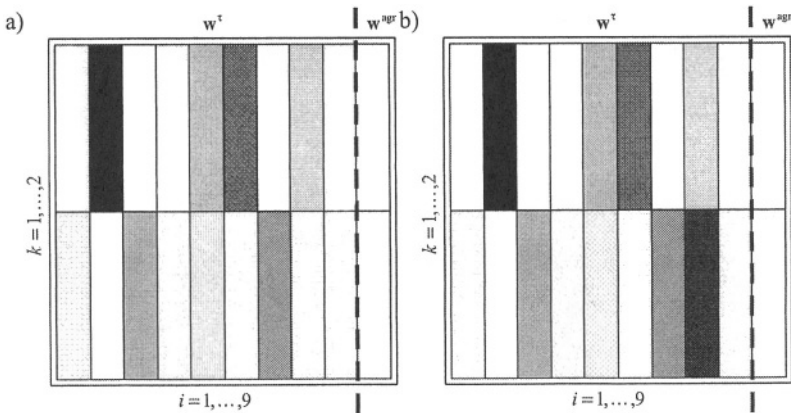 a)
w^τ
w^agr
k = 1,…,2
i = 1,…,9
b)
w^τ
w^agr
k = 1,…,2
i = 1,…,9